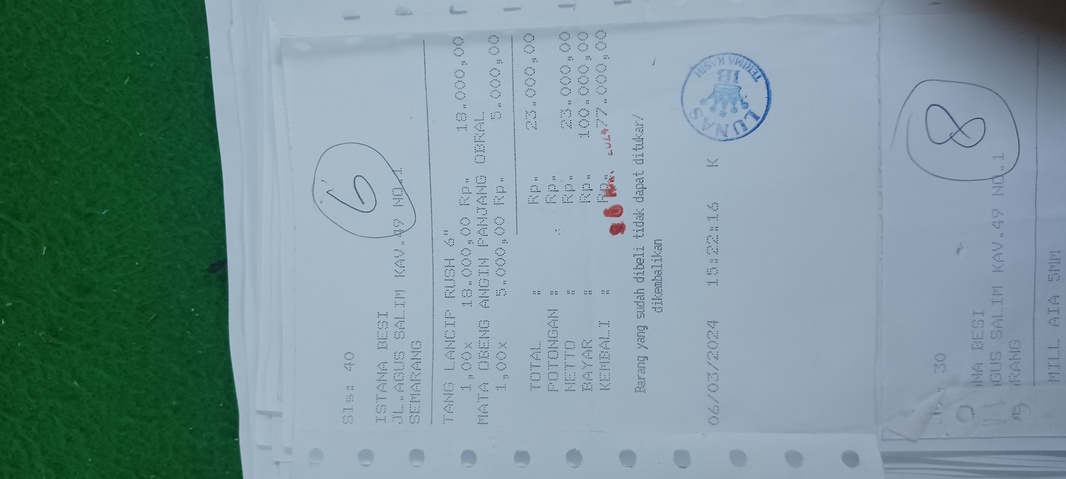 6
Sls: 40
ISTANA BESI
JL.AGUS SALIM KAV.49 NO.1
SEMARANG
TANG LANCIP RUSH 6"
1,00x 18.000,00 Rp. 18.000,00
MATA OBENG ANGIN PANJANG OBRAL
1,00x 5.000,00 Rp. 5.000,00
TOTAL : Rp. 23.000,00
POTONGAN : Rp.
NETTO : Rp. 23.000,00
BAYAR : Rp. 100.000,00
KEMBALI : Rp. 77.000,00
2024
Barang yang sudah dibeli tidak dapat ditukar/
dikembalikan
06/03/2024 15:22:16 K
TERIMA KASIH
IB
LUNAS
8
30
NA BESI
GUS SALIM KAV.49 NO.1
RANG
MILL AIA 5MM